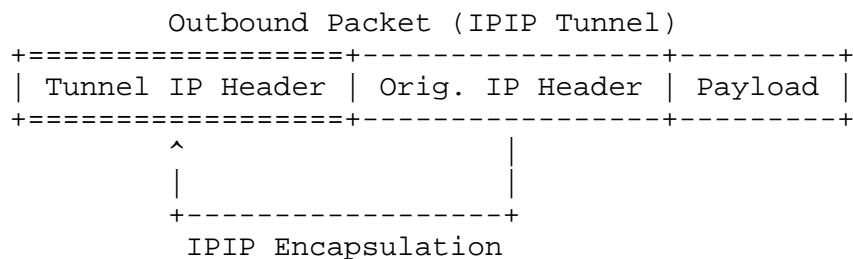 Outbound Packet (IPIP Tunnel)
+==================+-----------------+---------+
| Tunnel IP Header | Orig. IP Header | Payload |
+==================+-----------------+---------+
^ |
| |
+-------------------+
IPIP Encapsulation